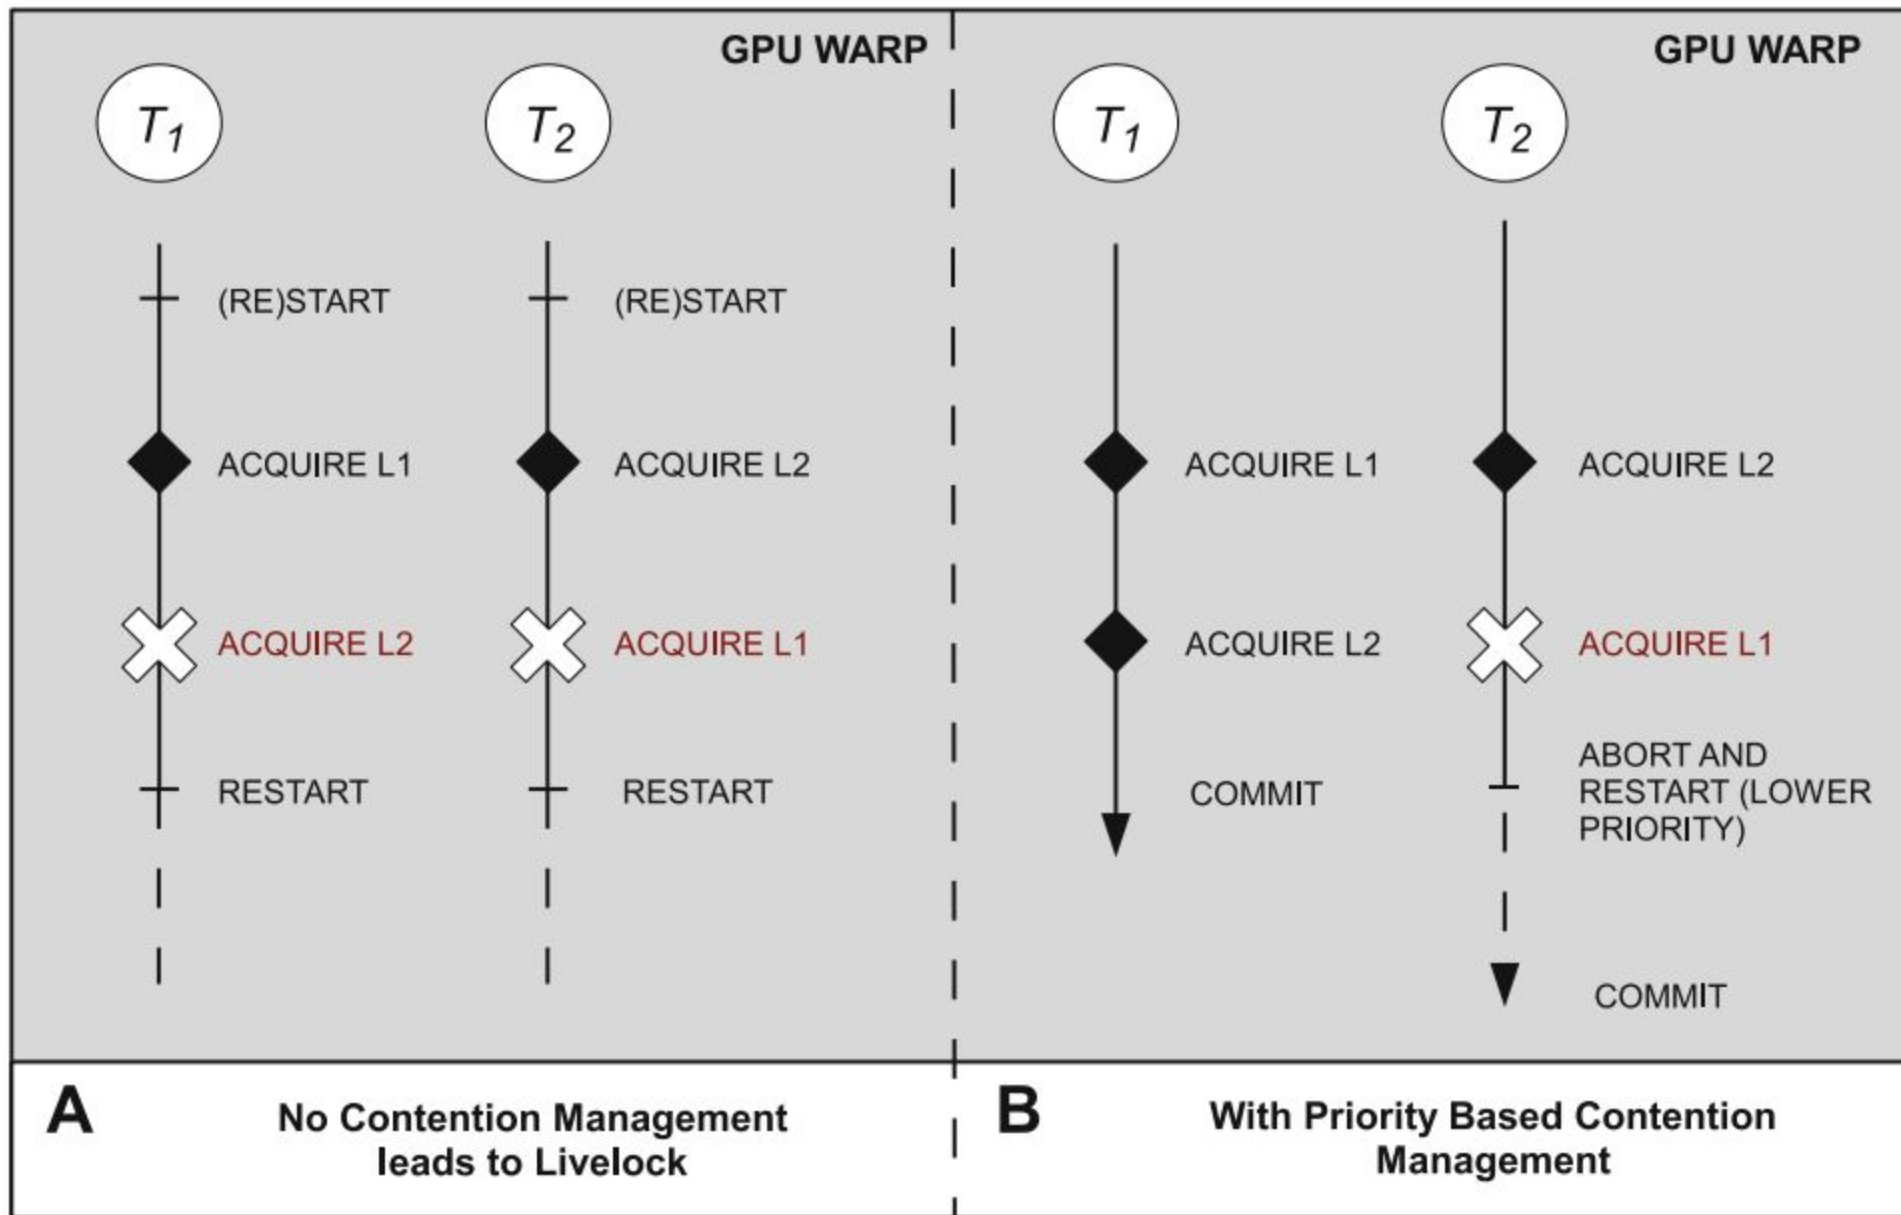 GPU WARP
T1
T2
(RE)START
(RE)START
ACQUIRE L1
ACQUIRE L2
ACQUIRE L2
ACQUIRE L1
RESTART
RESTART
A
No Contention Management
leads to Livelock
GPU WARP
T1
T2
ACQUIRE L1
ACQUIRE L2
ACQUIRE L2
ACQUIRE L1
COMMIT
ABORT AND
RESTART (LOWER
PRIORITY)
COMMIT
B
With Priority Based Contention
Management